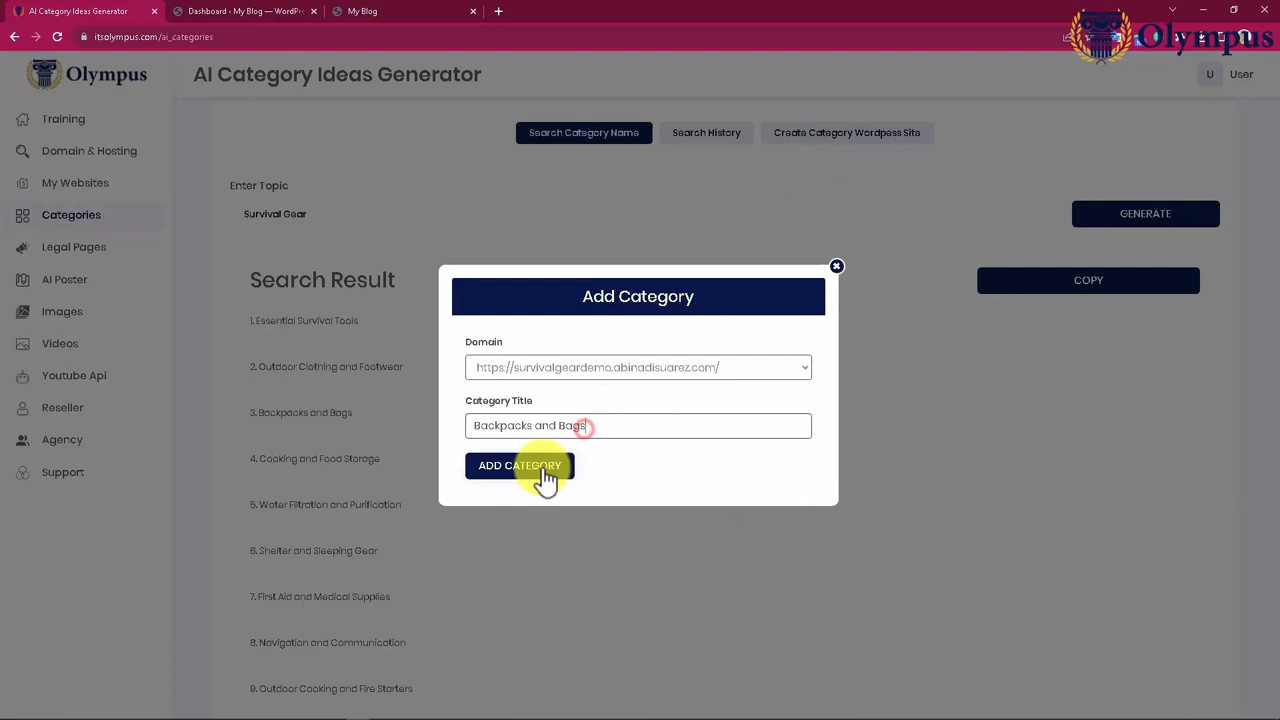 AI Category Ideas Generator
Dashboard ‹ My Blog — WordPre
My Blog
itsolympus.com/ai_categories
Olympus
Olympus
AI Category Ideas Generator
U User
Training
Domain & Hosting
My Websites
Categories
Legal Pages
AI Poster
Images
Videos
Youtube Api
Reseller
Agency
Support
Search Category Name
Search History
Create Category Wordpess Site
Enter Topic
Survival Gear
GENERATE
Search Result
COPY
1. Essential Survival Tools
2. Outdoor Clothing and Footwear
3. Backpacks and Bags
4. Cooking and Food Storage
5. Water Filtration and Purification
6. Shelter and Sleeping Gear
7. First Aid and Medical Supplies
8. Navigation and Communication
9. Outdoor Cooking and Fire Starters
Add Category
Domain
https://survivalgeardemo.abinadisuarez.com/
Category Title
Backpacks and Bags
ADD CATEGORY